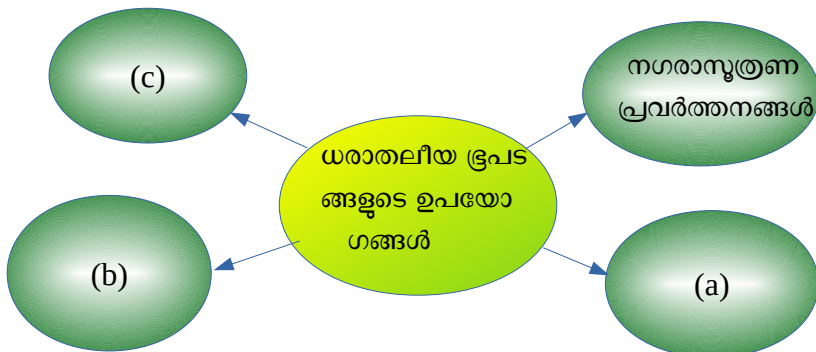 (c)
നഗരാസൂത്രണ
പ്രവർത്തനങ്ങൾ
ധരാതലീയ ഭൂപട
ങ്ങളുടെ ഉപയോ
ഗങ്ങൾ
(b)
(a)